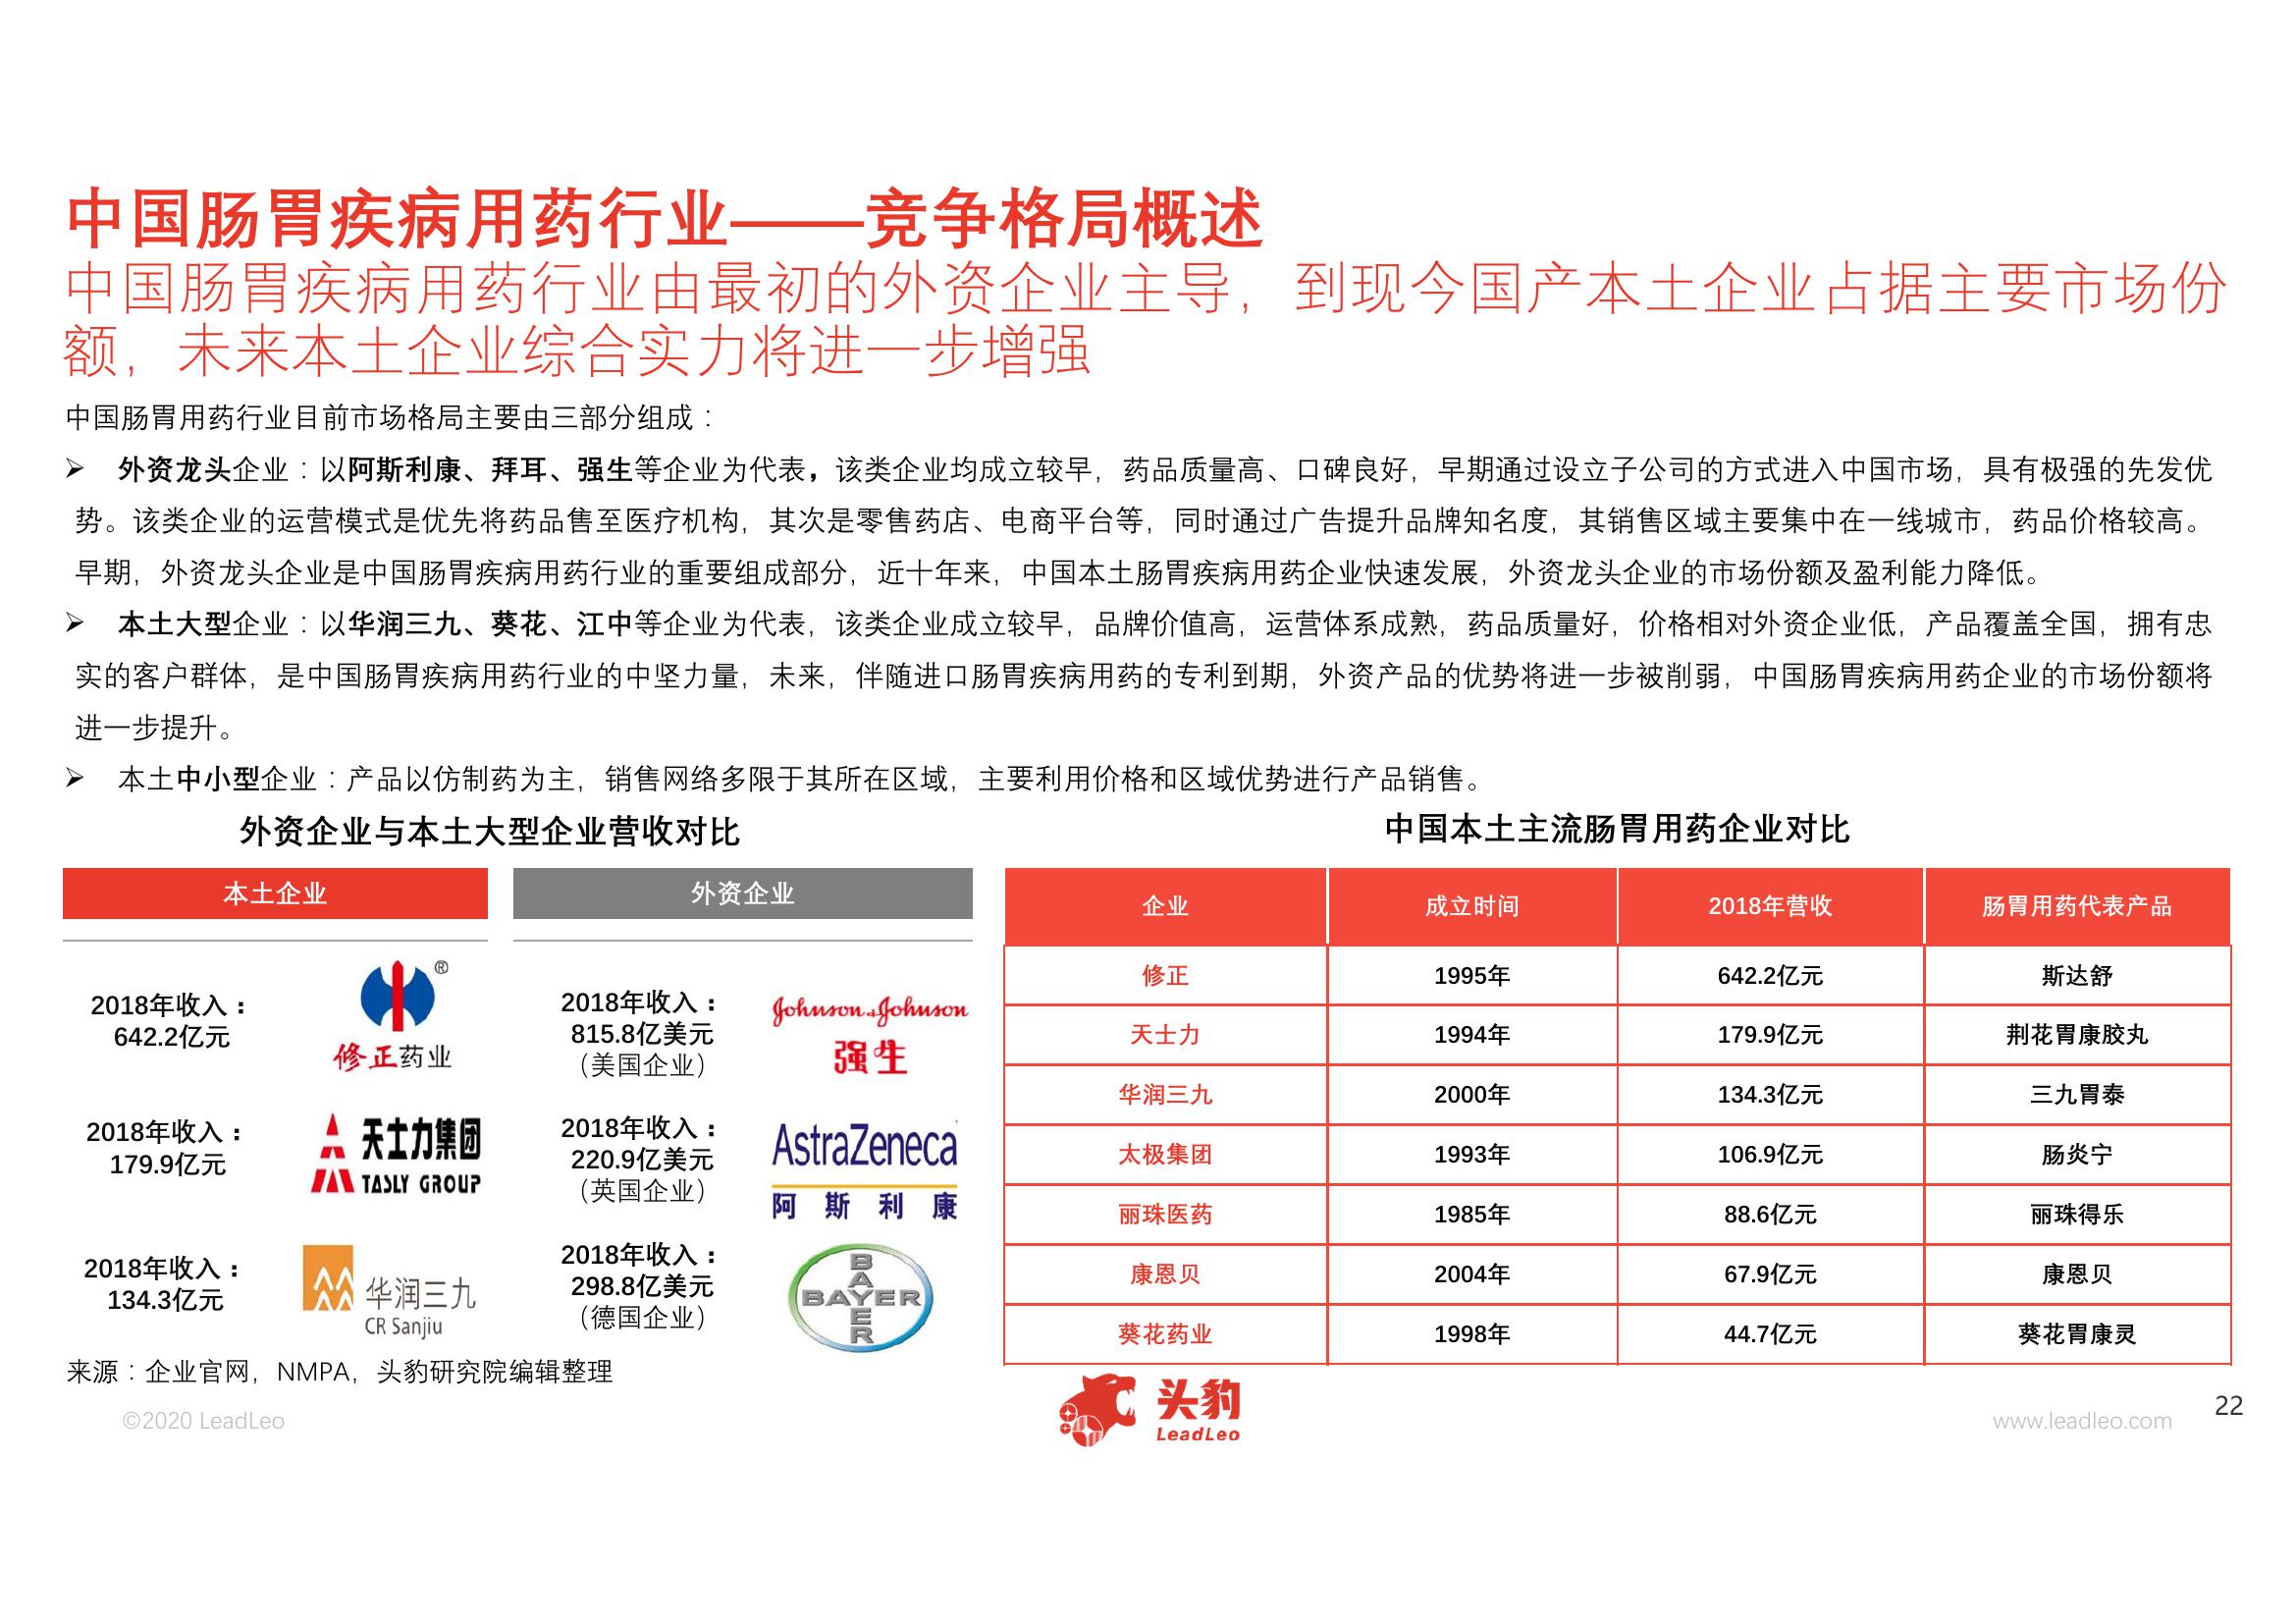 中国肠胃疾病用药行业——竞争格局概述
中国肠胃疾病用药行业由最初的外资企业主导，到现今国产本土企业占据主要市场份
额，未来本土企业综合实力将进一步增强
中国肠胃用药行业目前市场格局主要由三部分组成：
➢ 外资龙头企业：以阿斯利康、拜耳、强生等企业为代表，该类企业均成立较早，药品质量高、口碑良好，早期通过设立子公司的方式进入中国市场，具有极强的先发优
势。该类企业的运营模式是优先将药品售至医疗机构，其次是零售药店、电商平台等，同时通过广告提升品牌知名度，其销售区域主要集中在一线城市，药品价格较高。
早期，外资龙头企业是中国肠胃疾病用药行业的重要组成部分，近十年来，中国本土肠胃疾病用药企业快速发展，外资龙头企业的市场份额及盈利能力降低。
➢ 本土大型企业：以华润三九、葵花、江中等企业为代表，该类企业成立较早，品牌价值高，运营体系成熟，药品质量好，价格相对外资企业低，产品覆盖全国，拥有忠
实的客户群体，是中国肠胃疾病用药行业的中坚力量，未来，伴随进口肠胃疾病用药的专利到期，外资产品的优势将进一步被削弱，中国肠胃疾病用药企业的市场份额将
进一步提升。
➢ 本土中小型企业：产品以仿制药为主，销售网络多限于其所在区域，主要利用价格和区域优势进行产品销售。
外资企业与本土大型企业营收对比
本土企业 外资企业
2018年收入：
642.2亿元
®
修正药业
2018年收入：
815.8亿美元
（美国企业）
Johnson & Johnson
强生
2018年收入：
179.9亿元
天士力集团
TASLY GROUP
2018年收入：
220.9亿美元
（英国企业）
AstraZeneca
阿斯利康
2018年收入：
134.3亿元
华润三九
CR Sanjiu
2018年收入：
298.8亿美元
（德国企业）
BAYER
BAYER
中国本土主流肠胃用药企业对比
企业 成立时间 2018年营收 肠胃用药代表产品
修正 1995年 642.2亿元 斯达舒
天士力 1994年 179.9亿元 荆花胃康胶丸
华润三九 2000年 134.3亿元 三九胃泰
太极集团 1993年 106.9亿元 肠炎宁
丽珠医药 1985年 88.6亿元 丽珠得乐
康恩贝 2004年 67.9亿元 康恩贝
葵花药业 1998年 44.7亿元 葵花胃康灵
来源：企业官网，NMPA，头豹研究院编辑整理
©2020 LeadLeo
头豹
LeadLeo
www.leadleo.com
22